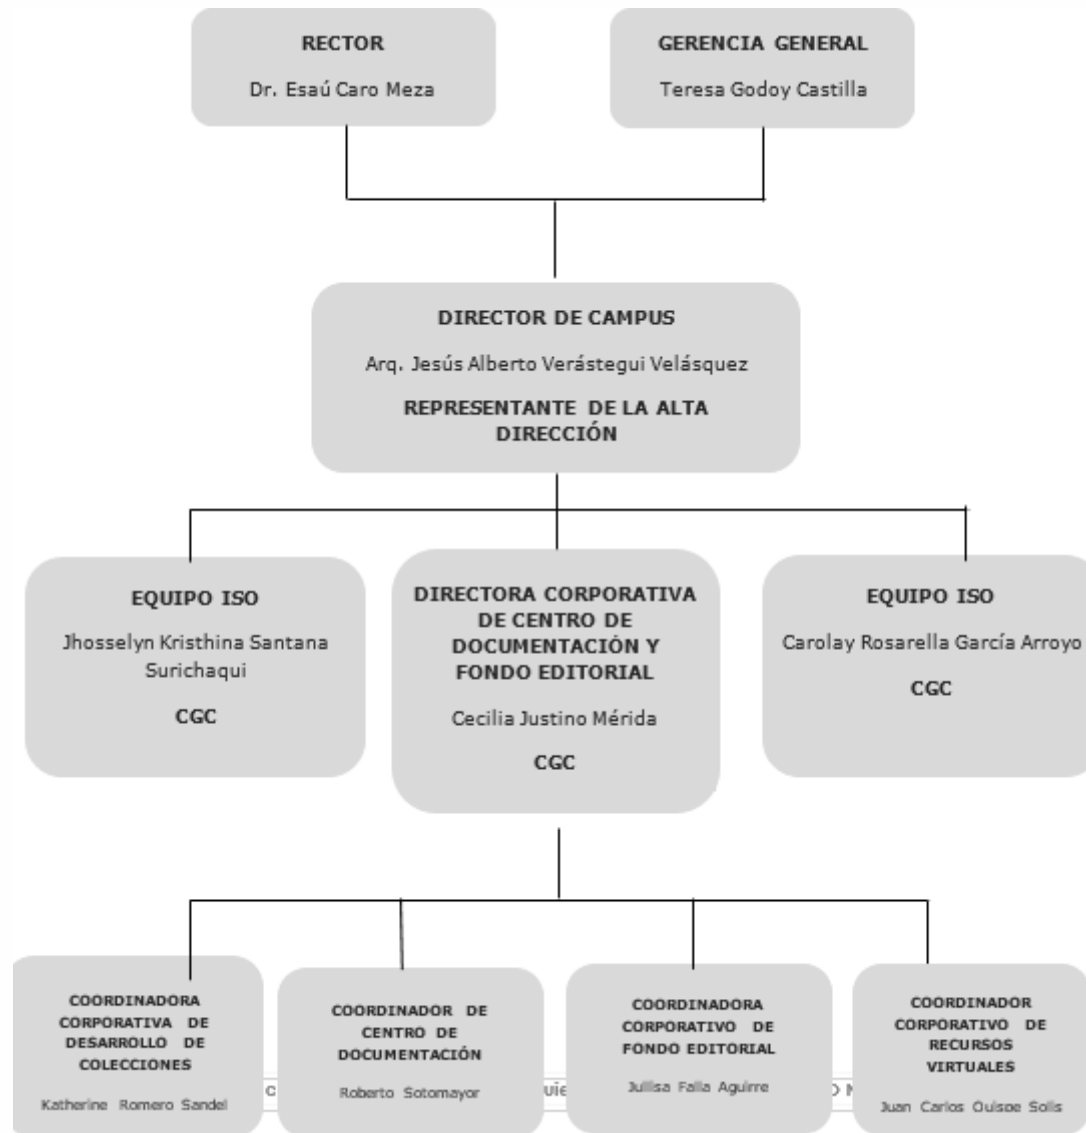 RECTOR
Dr. Esaú Caro Meza
GERENCIA GENERAL
Teresa Godoy Castilla
DIRECTOR DE CAMPUS
Arq. Jesús Alberto Verástegui Velásquez
REPRESENTANTE DE LA ALTA
DIRECCIÓN
EQUIPO ISO
Jhosselyn Kristhina Santana
Surichaqui
CGC
DIRECTORA CORPORATIVA
DE CENTRO DE
DOCUMENTACIÓN Y
FONDO EDITORIAL
Cecilia Justino Mérida
CGC
EQUIPO ISO
Carolay Rosarella García Arroyo
CGC
COORDINADORA
CORPORATIVA DE
DESARROLLO DE
COLECCIONES
Katherine Romero Sandel
COORDINADOR DE
CENTRO DE
DOCUMENTACIÓN
Roberto Sotomayor
COORDINADORA
CORPORATIVO DE
FONDO EDITORIAL
Jullisa Falla Aguirre
COORDINADOR
CORPORATIVO DE
RECURSOS
VIRTUALES
Juan Carlos Quispe Solis